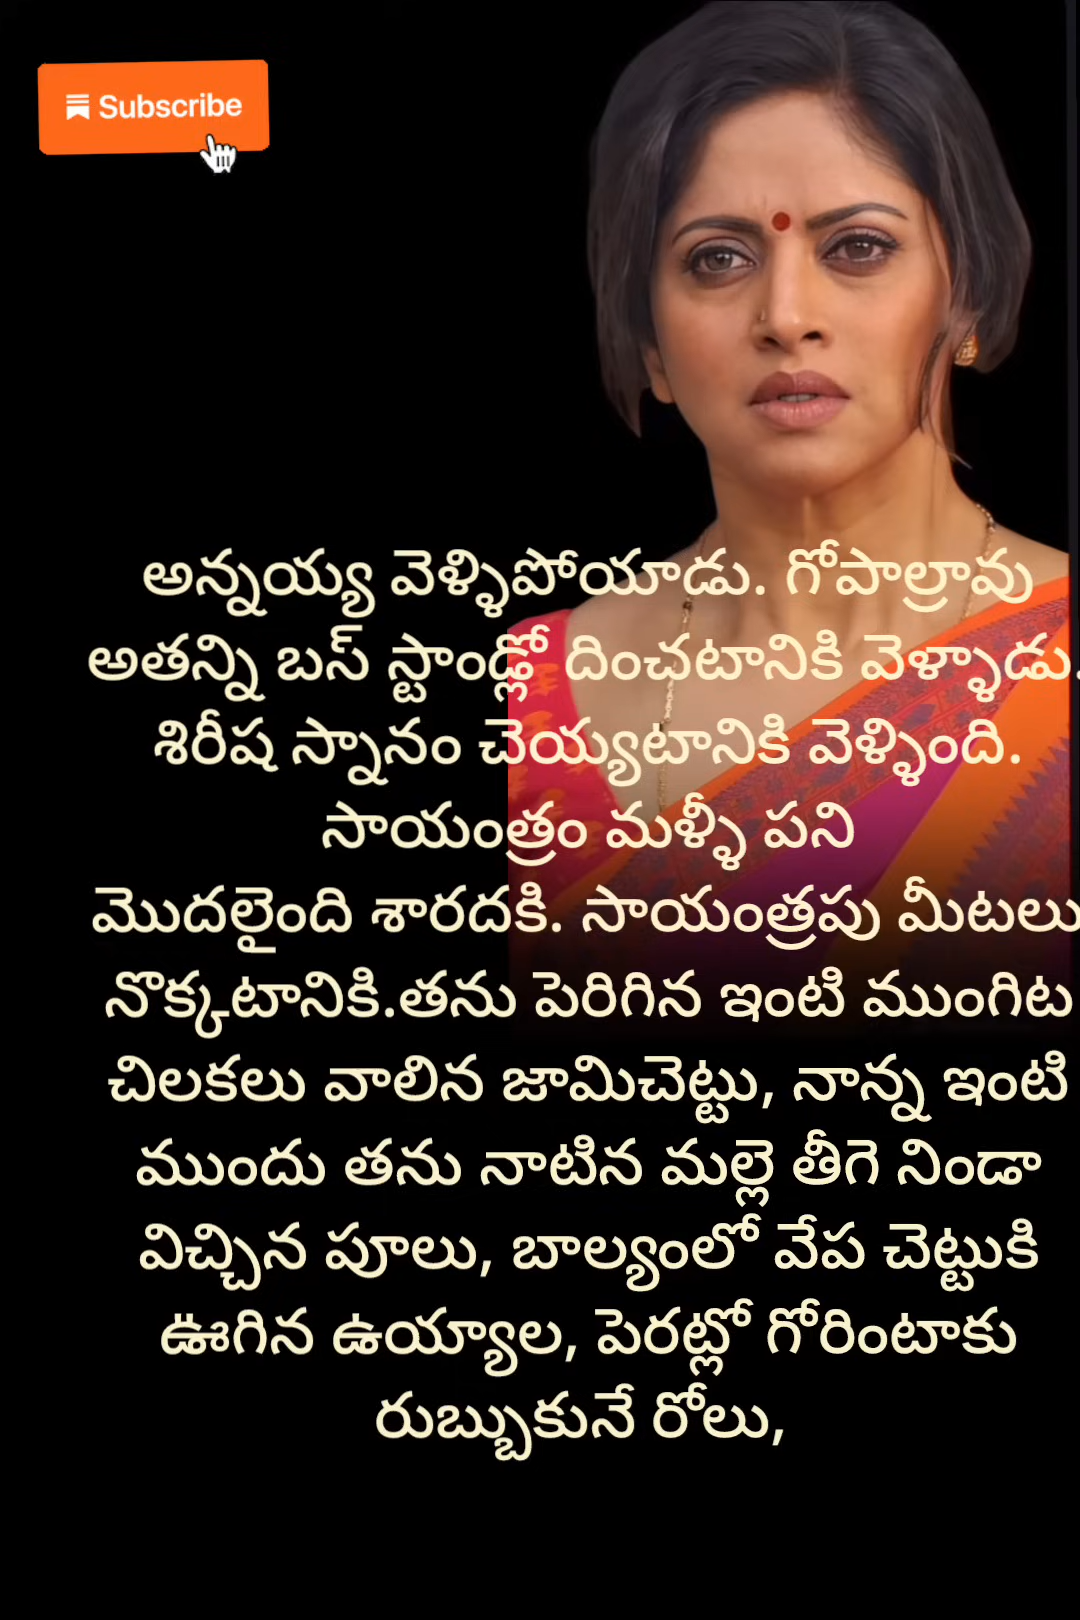 Subscribe
అన్నయ్య వెళ్ళిపోయాడు. గోపాల్రావు
అతన్ని బస్ స్టాండ్లో దింఛటానికి వెళ్ళాడు.
శిరీష స్నానం చెయ్యటానికి వెళ్ళింది.
సాయంత్రం మళ్ళీ పని
మొదలైంది శారదకి. సాయంత్రపు మీటలు
నొక్కటానికి.తను పెరిగిన ఇంటి ముంగిట
చిలకలు వాలిన జామిచెట్టు, నాన్న ఇంటి
ముందు తను నాటిన మల్లె తీగె నిండా
విచ్చిన పూలు, బాల్యంలో వేప చెట్టుకి
ఊగిన ఉయ్యాల, పెరట్లో గోరింటాకు
రుబ్బుకునే రోలు,